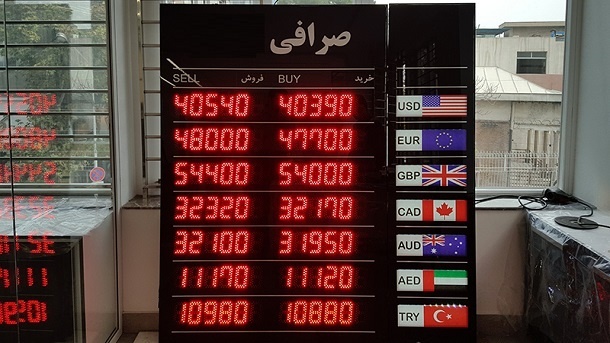 صرافی
SELL فروش BUY خرید
40540 40390 USD
48000 47700 EUR
54400 54000 GBP
32320 32170 CAD
32100 31950 AUD
11170 11120 AED
10980 10880 TRY